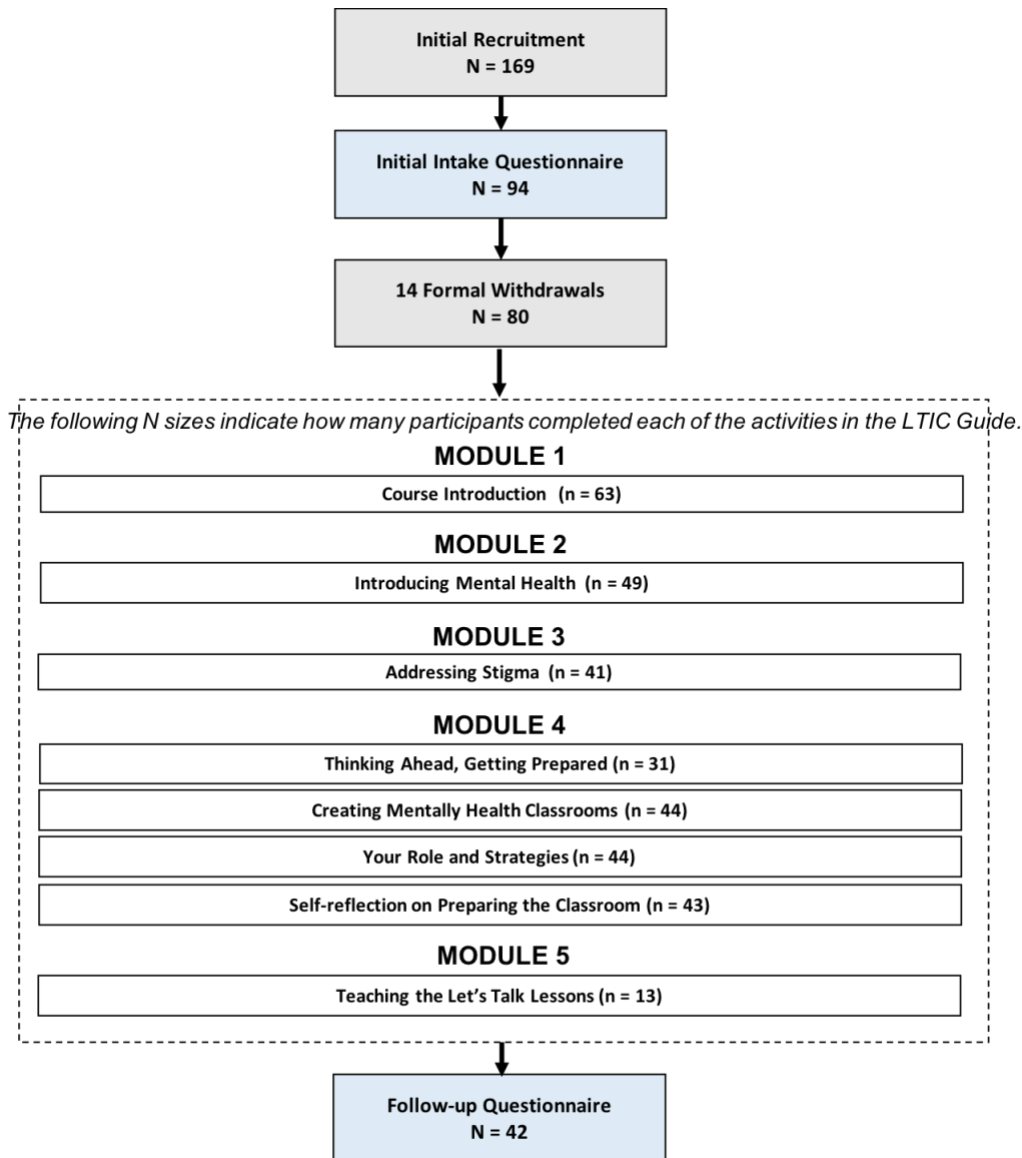 Initial Recruitment
N = 169
Initial Intake Questionnaire
N = 94
14 Formal Withdrawals
N = 80
The following N sizes indicate how many participants completed each of the activities in the LTIC Guide.
MODULE 1
Course Introduction (n = 63)
MODULE 2
Introducing Mental Health (n = 49)
MODULE 3
Addressing Stigma (n = 41)
MODULE 4
Thinking Ahead, Getting Prepared (n = 31)
Creating Mentally Health Classrooms (n = 44)
Your Role and Strategies (n = 44)
Self-reflection on Preparing the Classroom (n = 43)
MODULE 5
Teaching the Let's Talk Lessons (n = 13)
Follow-up Questionnaire
N = 42